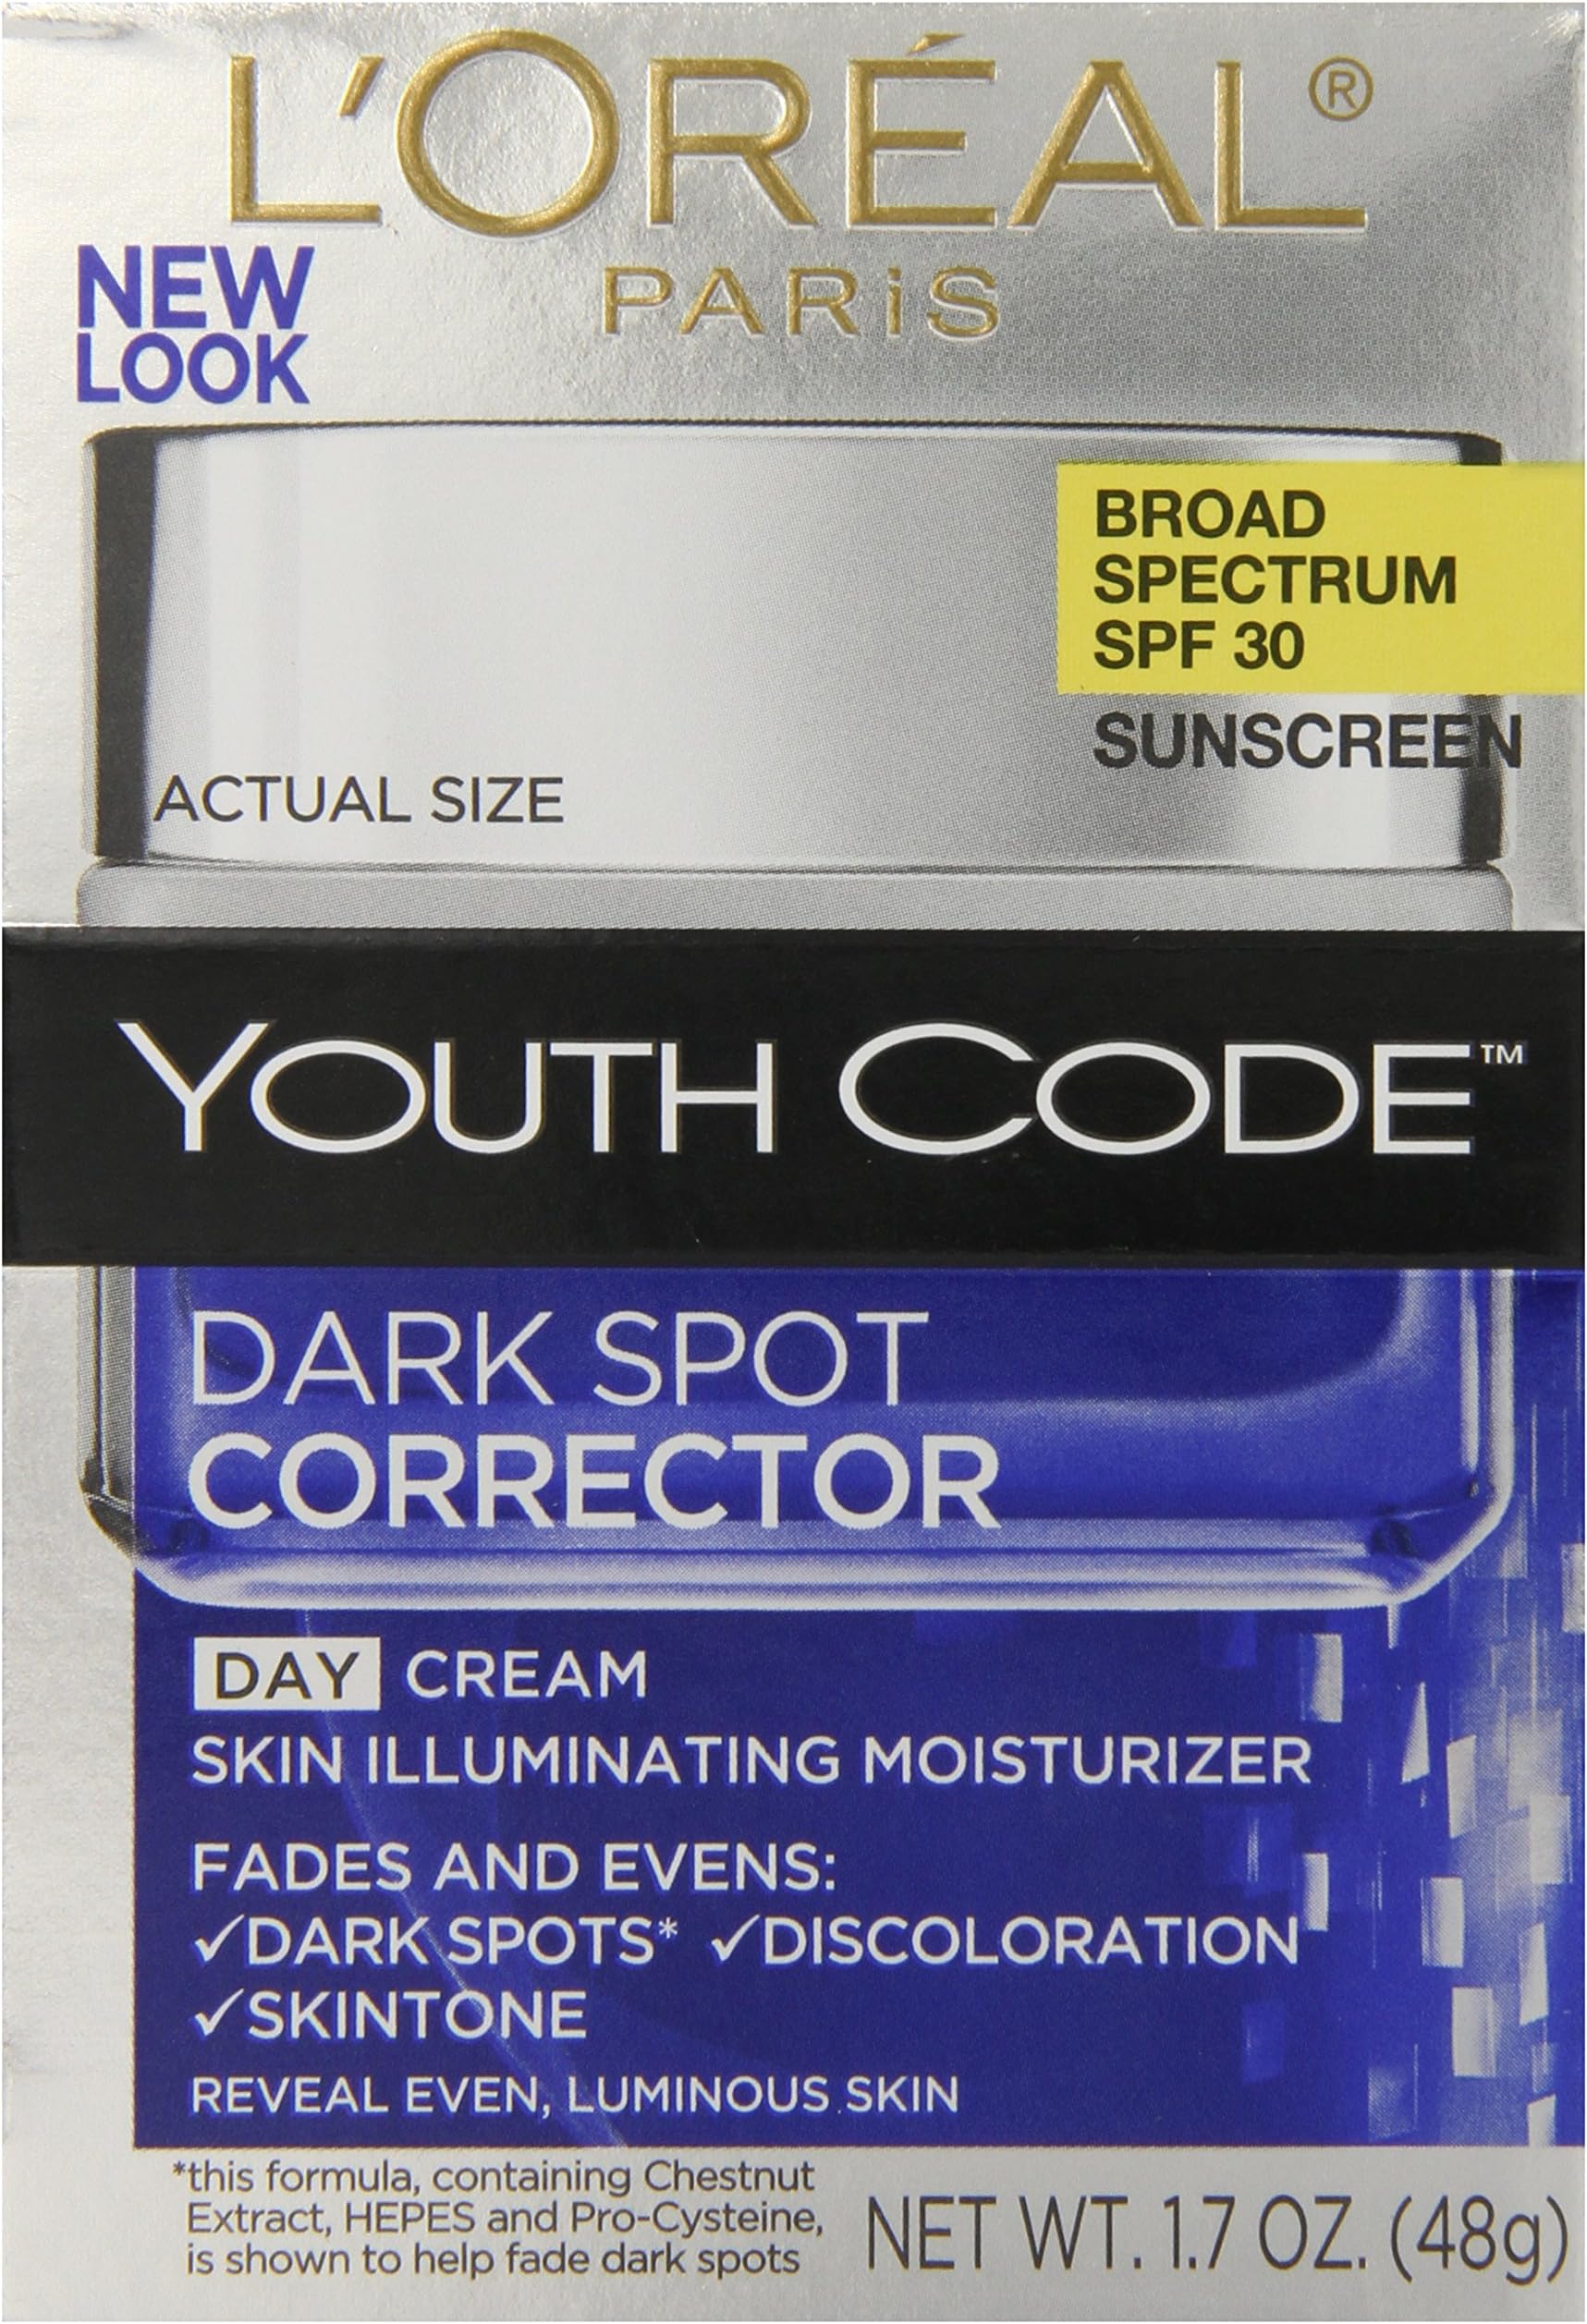 L'ORÉAL®
PARiS
NEW
LOOK
BROAD
SPECTRUM
SPF 30
SUNSCREEN
ACTUAL SIZE
YOUTH CODE™
DARK SPOT
CORRECTOR
DAY CREAM
SKIN ILLUMINATING MOISTURIZER
FADES AND EVENS:
✓DARK SPOTS* ✓DISCOLORATION
✓SKINTONE
REVEAL EVEN, LUMINOUS SKIN
*this formula, containing Chestnut
Extract, HEPES and Pro-Cysteine,
is shown to help fade dark spots
NET WT. 1.7 OZ. (48g)